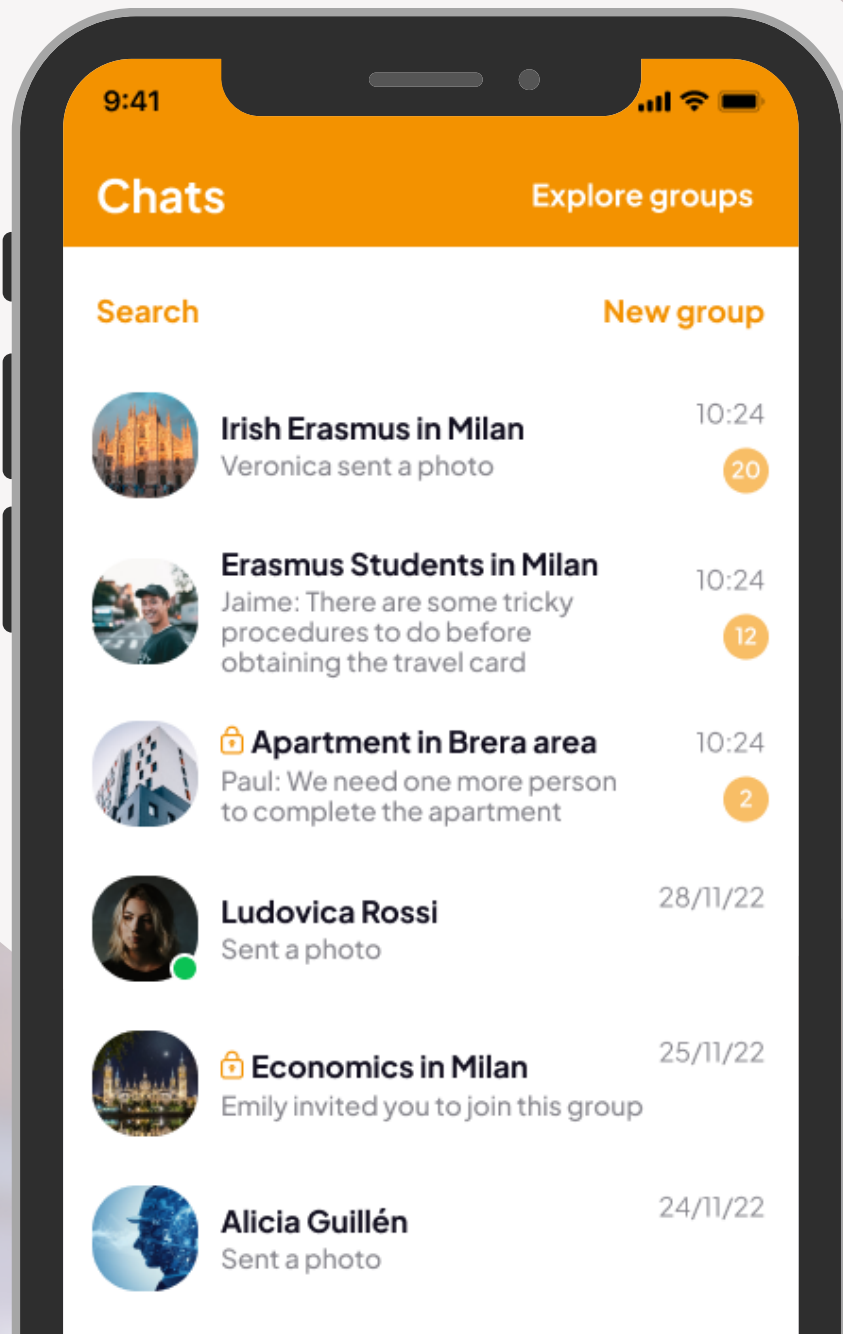 9:41
Chats
Explore groups
Search
New group
Irish Erasmus in Milan
10:24
Veronica sent a photo
20
Erasmus Students in Milan
10:24
Jaime: There are some tricky
procedures to do before
12
obtaining the travel card
Apartment in Brera area
10:24
Paul: We need one more person
to complete the apartment
2
Ludovica Rossi
28/11/22
Sent a photo
Economics in Milan
25/11/22
Emily invited you to join this group
Alicia Guillén
24/11/22
Sent a photo